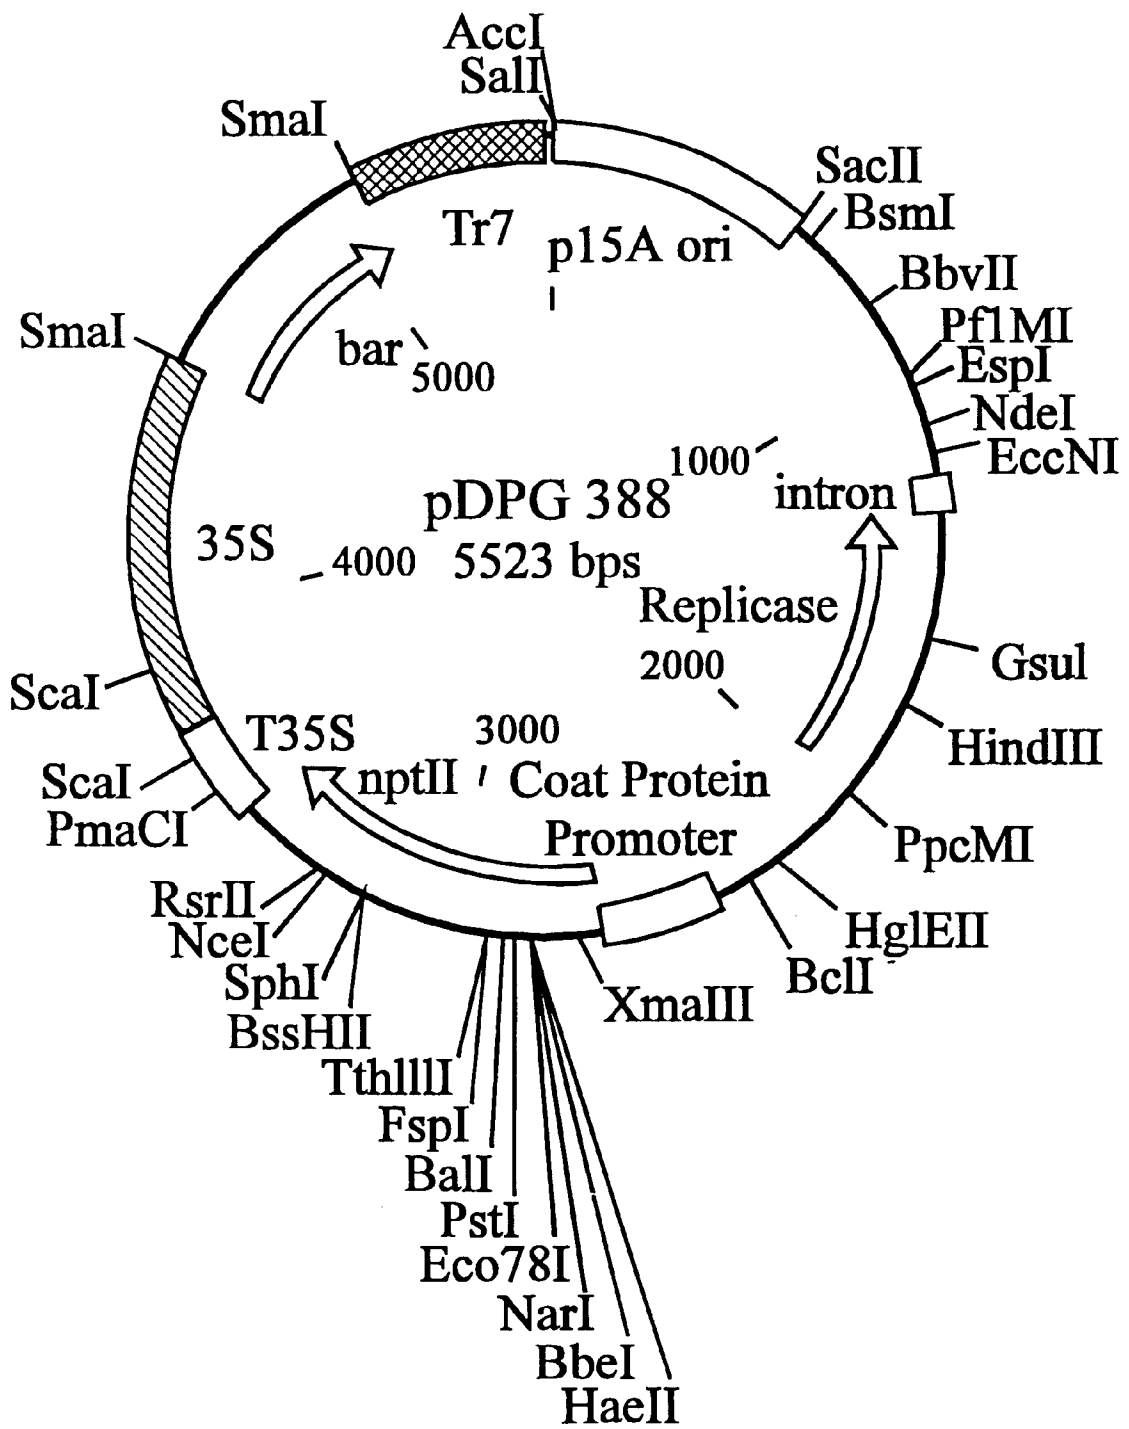 AccI
SalI
SmaI
SacII
BsmI
Tr7
p15A ori
BbvII
SmaI
Pf1MI
bar
EspI
5000
NdeI
1000
EccNI
pDPG 388
intron
35S
4000
5523 bps
Replicase
2000
GsuI
ScaI
T35S
3000
HindIII
ScaI
nptII
Coat Protein
PmaCI
Promoter
PpcMI
RsrII
NceI
HglEII
SphI
BclI
BssHII
XmaIII
TthlllI
FspI
BalI
PstI
Eco78I
NarI
BbeI
HaeII